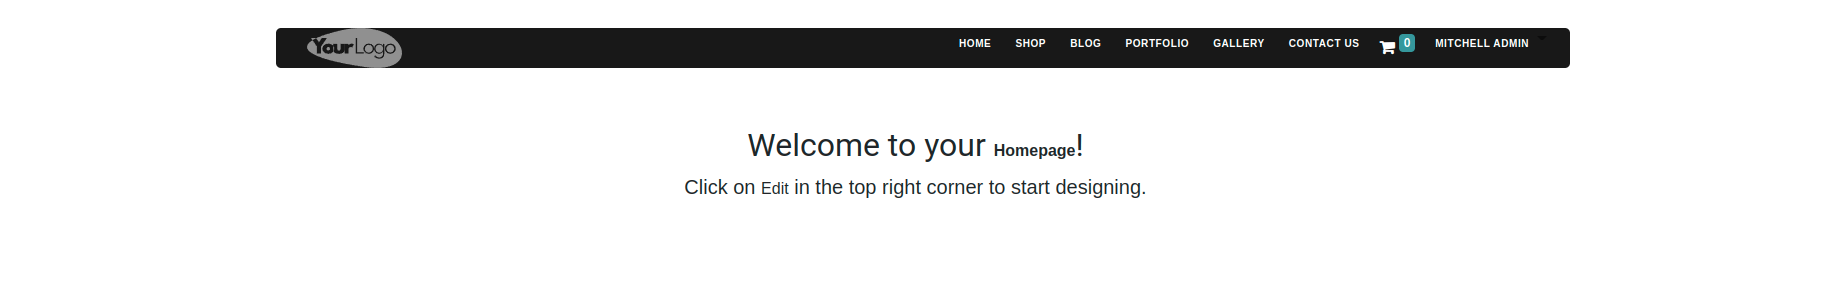 YourLogo HOME SHOP BLOG PORTFOLIO GALLERY CONTACT US 0 MITCHELL ADMIN
Welcome to your Homepage!
Click on Edit in the top right corner to start designing.